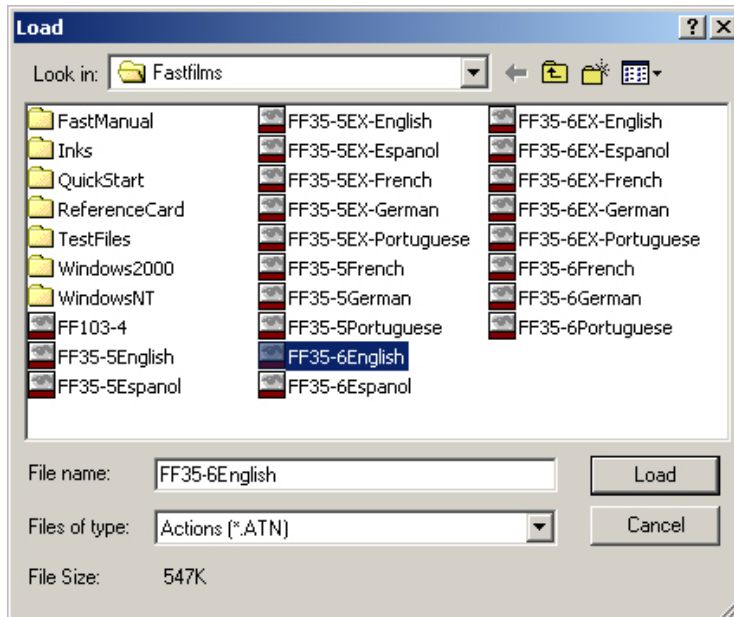 Load
Look in: Fastfilms
FastManual
Inks
QuickStart
ReferenceCard
TestFiles
Windows2000
WindowsNT
FF103-4
FF35-5English
FF35-5Espanol
FF35-5EX-English
FF35-5EX-Espanol
FF35-5EX-French
FF35-5EX-German
FF35-5EX-Portuguese
FF35-5French
FF35-5German
FF35-5Portuguese
FF35-6English
FF35-6Espanol
FF35-6EX-English
FF35-6EX-Espanol
FF35-6EX-French
FF35-6EX-German
FF35-6EX-Portuguese
FF35-6French
FF35-6German
FF35-6Portuguese
File name: FF35-6English Load
Files of type: Actions (*.ATN) Cancel
File Size: 547K